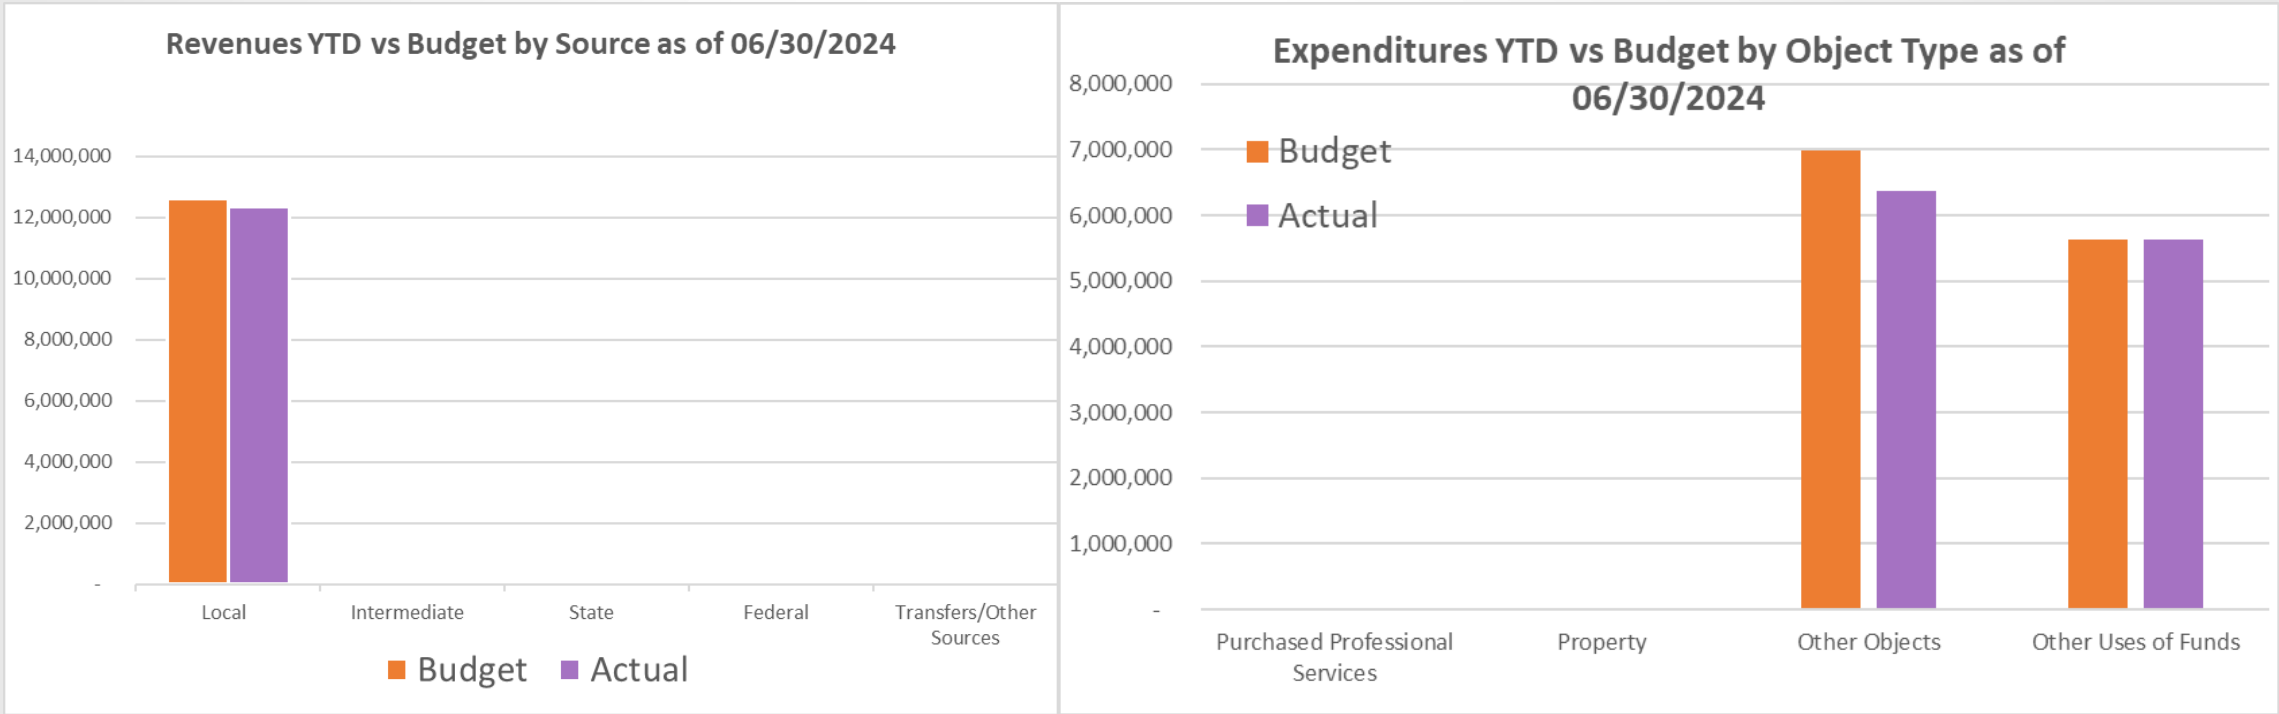 Revenues YTD vs Budget by Source as of 06/30/2024
14,000,000
12,000,000
10,000,000
8,000,000
6,000,000
4,000,000
2,000,000
-
Local
Intermediate
State
Federal
Transfers/Other
Sources
Budget
Actual
Expenditures YTD vs Budget by Object Type as of
06/30/2024
8,000,000
7,000,000
6,000,000
5,000,000
4,000,000
3,000,000
2,000,000
1,000,000
-
Budget
Actual
Purchased Professional
Services
Property
Other Objects
Other Uses of Funds